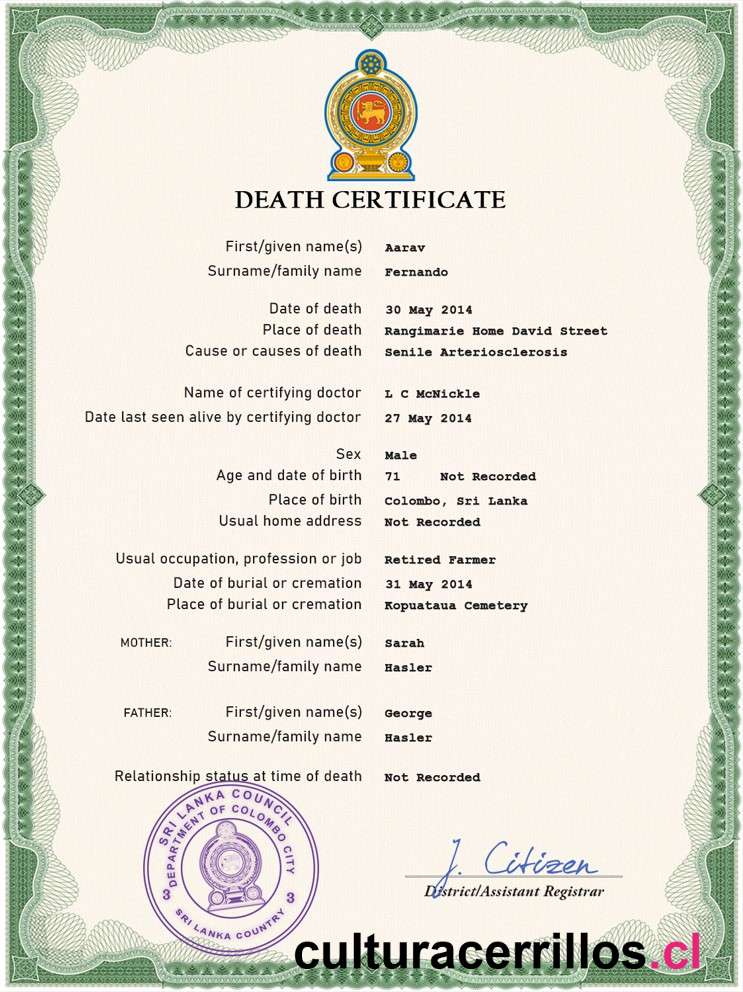 DEATH CERTIFICATE
First/given name(s) Aarav
Surname/family name Fernando
Date of death 30 May 2014
Place of death Rangimarie Home David Street
Cause or causes of death Senile Arteriosclerosis
Name of certifying doctor L C McNickle
Date last seen alive by certifying doctor 27 May 2014
Sex Male
Age and date of birth 71 Not Recorded
Place of birth Colombo, Sri Lanka
Usual home address Not Recorded
Usual occupation, profession or job Retired Farmer
Date of burial or cremation 31 May 2014
Place of burial or cremation Kopuataua Cemetery
MOTHER: First/given name(s) Sarah
Surname/family name Hasler
FATHER: First/given name(s) George
Surname/family name Hasler
Relationship status at time of death Not Recorded
SRI LANKA COUNCIL
DEPARTMENT OF COLOMBO CITY
3 3
SRI LANKA COUNTRY
J. Citizen
District/Assistant Registrar
culturacerrillos.cl